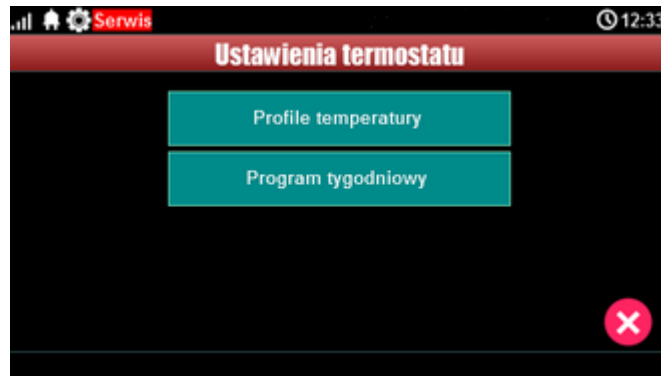 Serwis 12:33
Ustawienia termostatu
Profile temperatury
Program tygodniowy